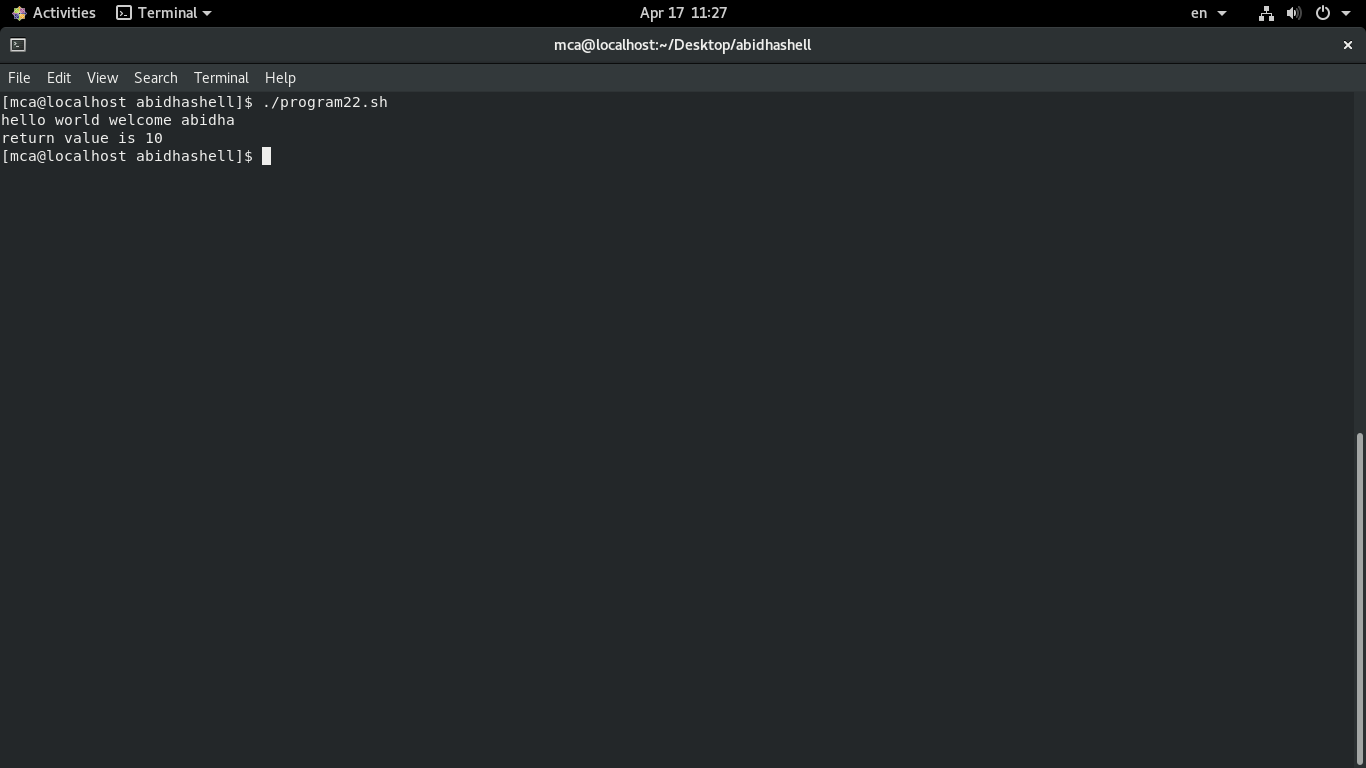 Activities Terminal Apr 17 11:27 en
mca@localhost:~/Desktop/abidhashell
File Edit View Search Terminal Help
[mca@localhost abidhashell]$ ./program22.sh
hello world welcome abidha
return value is 10
[mca@localhost abidhashell]$